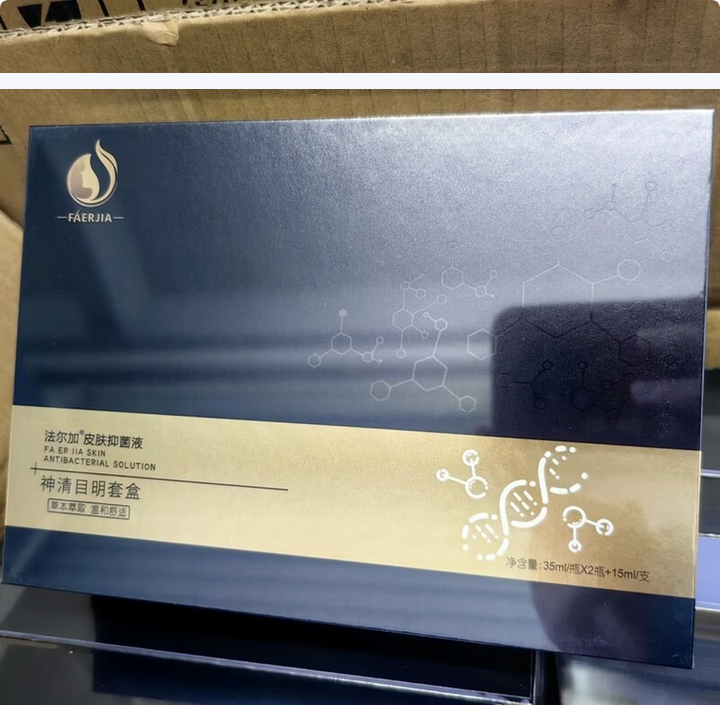 FAERJIA
法尔加®皮肤抑菌液
FA ER JIA SKIN
ANTIBACTERIAL SOLUTION
神清目明套盒
草本萃取 温和舒适
净含量:35ml/瓶X2瓶+15ml/支